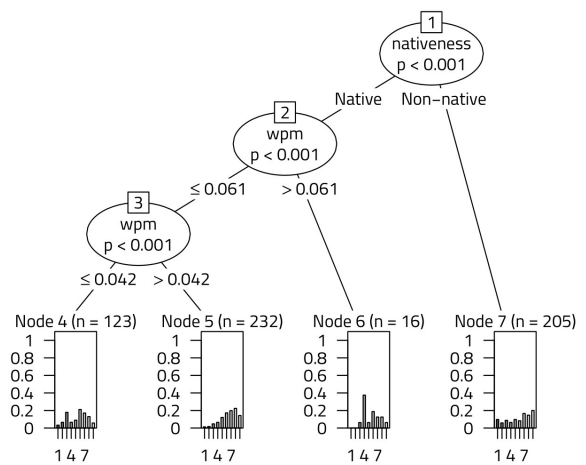 1
nativeness
p < 0.001
Native
Non−native
2
wpm
p < 0.001
≤ 0.061
> 0.061
3
wpm
p < 0.001
≤ 0.042
> 0.042
Node 4 (n = 123)
Node 5 (n = 232)
Node 6 (n = 16)
Node 7 (n = 205)
1
0.8
0.6
0.4
0.2
0
1 4 7
1
0.8
0.6
0.4
0.2
0
1 4 7
1
0.8
0.6
0.4
0.2
0
1 4 7
1
0.8
0.6
0.4
0.2
0
1 4 7